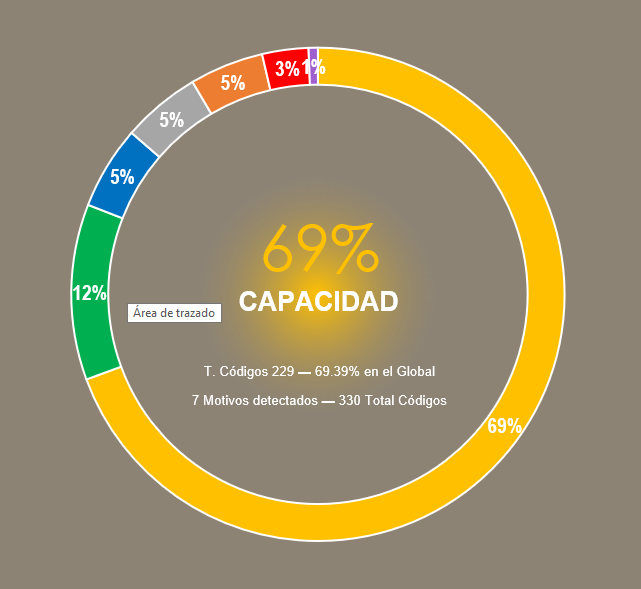 3% 1%
5%
5%
5%
12%
69%
CAPACIDAD
Área de trazado
T. Códigos 229 — 69.39% en el Global
7 Motivos detectados — 330 Total Códigos
69%